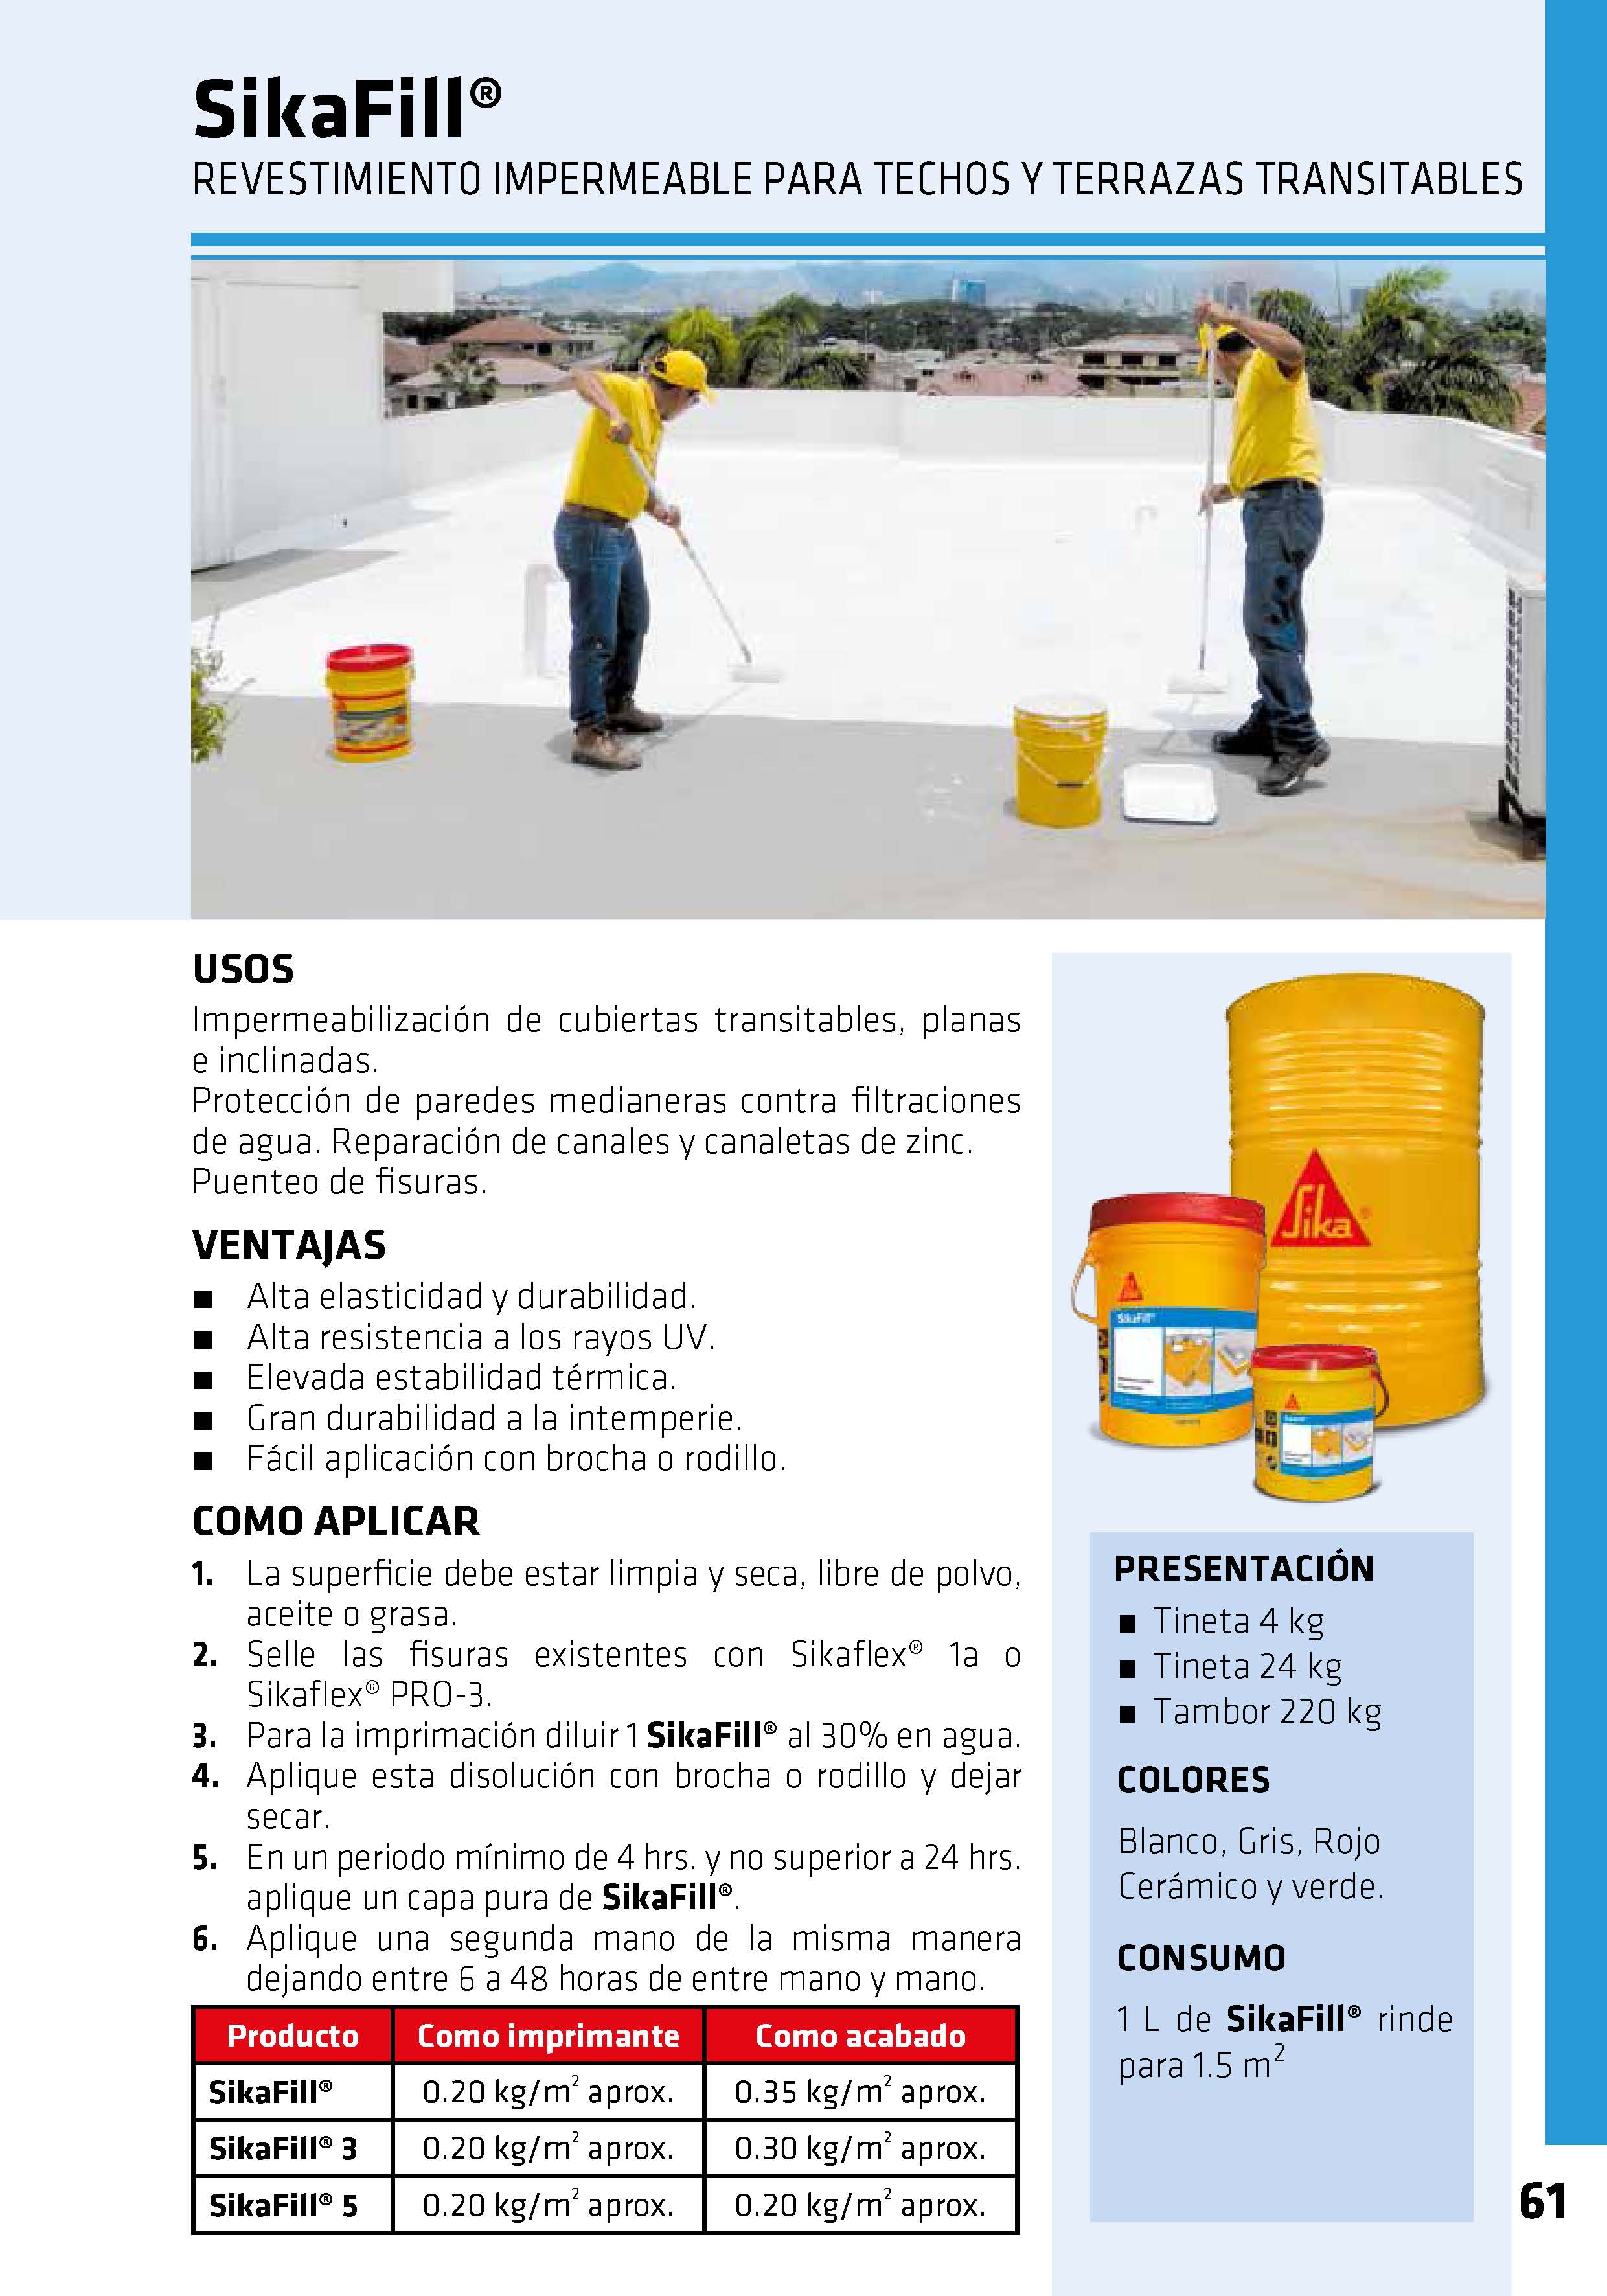 SikaFill®
REVESTIMIENTO IMPERMEABLE PARA TECHOS Y TERRAZAS TRANSITABLES
USOS
Impermeabilización de cubiertas transitables, planas
e inclinadas.
Protección de paredes medianeras contra filtraciones
de agua. Reparación de canales y canaletas de zinc.
Puenteo de fisuras.
VENTAJAS
■ Alta elasticidad y durabilidad.
■ Alta resistencia a los rayos UV.
■ Elevada estabilidad térmica.
■ Gran durabilidad a la intemperie.
■ Fácil aplicación con brocha o rodillo.
COMO APLICAR
1. La superficie debe estar limpia y seca, libre de polvo,
aceite o grasa.
2. Selle las fisuras existentes con Sikaflex® 1a o
Sikaflex® PRO-3.
3. Para la imprimación diluir 1 SikaFill® al 30% en agua.
4. Aplique esta disolución con brocha o rodillo y dejar
secar.
5. En un periodo mínimo de 4 hrs. y no superior a 24 hrs.
aplique un capa pura de SikaFill®.
6. Aplique una segunda mano de la misma manera
dejando entre 6 a 48 horas de entre mano y mano.
Producto Como imprimante Como acabado
SikaFill® 0.20 kg/m² aprox. 0.35 kg/m² aprox.
SikaFill® 3 0.20 kg/m² aprox. 0.30 kg/m² aprox.
SikaFill® 5 0.20 kg/m² aprox. 0.20 kg/m² aprox.
Sika®
SikaFill®
PRESENTACIÓN
■ Tineta 4 kg
■ Tineta 24 kg
■ Tambor 220 kg
COLORES
Blanco, Gris, Rojo
Cerámico y verde.
CONSUMO
1 L de SikaFill® rinde
para 1.5 m²
61